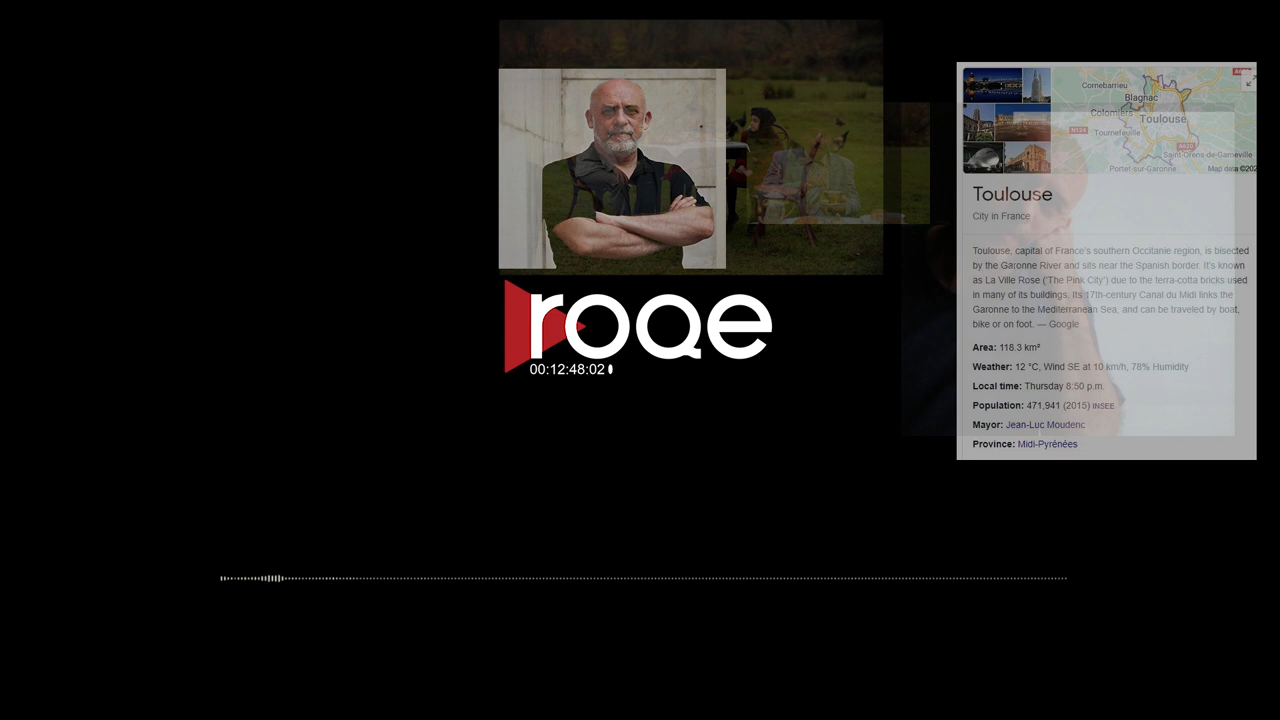 roqe
00:12:48:02
Cornebarrieu
Blagnac
Colomiers
Toulouse
N124
Tournefeuille
A620
Saint-Orens-de-Gameville
Portet-sur-Garonne
Map data ©202
Toulouse
City in France
Toulouse, capital of France's southern Occitanie region, is bisected
by the Garonne River and sits near the Spanish border. It's known
as La Ville Rose ('The Pink City') due to the terra-cotta bricks used
in many of its buildings. Its 17th-century Canal du Midi links the
Garonne to the Mediterranean Sea, and can be traveled by boat,
bike or on foot. — Google
Area: 118.3 km²
Weather: 12 °C, Wind SE at 10 km/h, 78% Humidity
Local time: Thursday 8:50 p.m.
Population: 471,941 (2015) INSEE
Mayor: Jean-Luc Moudenc
Province: Midi-Pyrénées